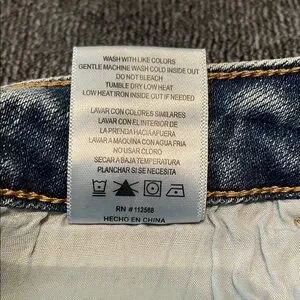 WASH WITH LIKE COLORS
GENTLE MACHINE WASH COLD INSIDE OUT
DO NOT BLEACH
TUMBLE DRY LOW HEAT
LOW HEAT IRON INSIDE OUT IF NEEDED
LAVAR CON COLORES SIMILARES
LAVAR CON EL INTERIOR DE
LA PRENDA HACIA AFUERA
LAVAR A MAQUINA CON AGUA FRIA
NO USAR CLORO
SECAR A BAJA TEMPERATURA
PLANCHAR SI SE NECESITA
RN # 112568
HECHO EN CHINA